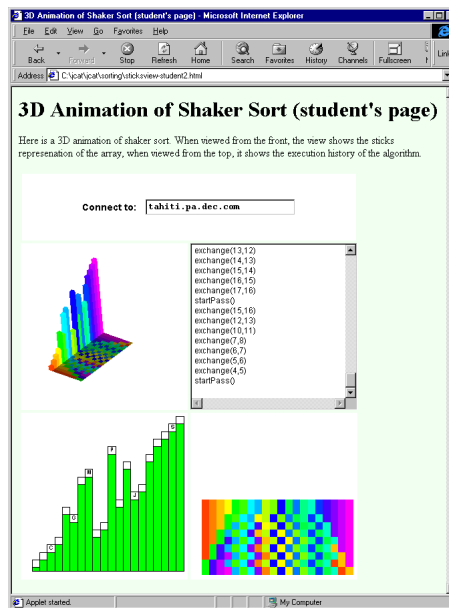 3D Animation of Shaker Sort (student's page) - Microsoft Internet Explorer
File Edit View Go Favorites Help
Back Forward Stop Refresh Home Search Favorites History Channels Fullscreen
Address C:\jcat\jcat\sorting\sticksview-student2.html
3D Animation of Shaker Sort (student's page)
Here is a 3D animation of shaker sort. When viewed from the front, the view shows the sticks
represenation of the array, when viewed from the top, it shows the execution history of the algorithm.
Connect to: tahiti.pa.dec.com
exchange(13,12)
exchange(14,13)
exchange(15,14)
exchange(16,15)
exchange(17,16)
startPass()
exchange(15,16)
exchange(12,13)
exchange(10,11)
exchange(7,8)
exchange(6,7)
exchange(5,6)
exchange(4,5)
startPass()
Applet started. My Computer